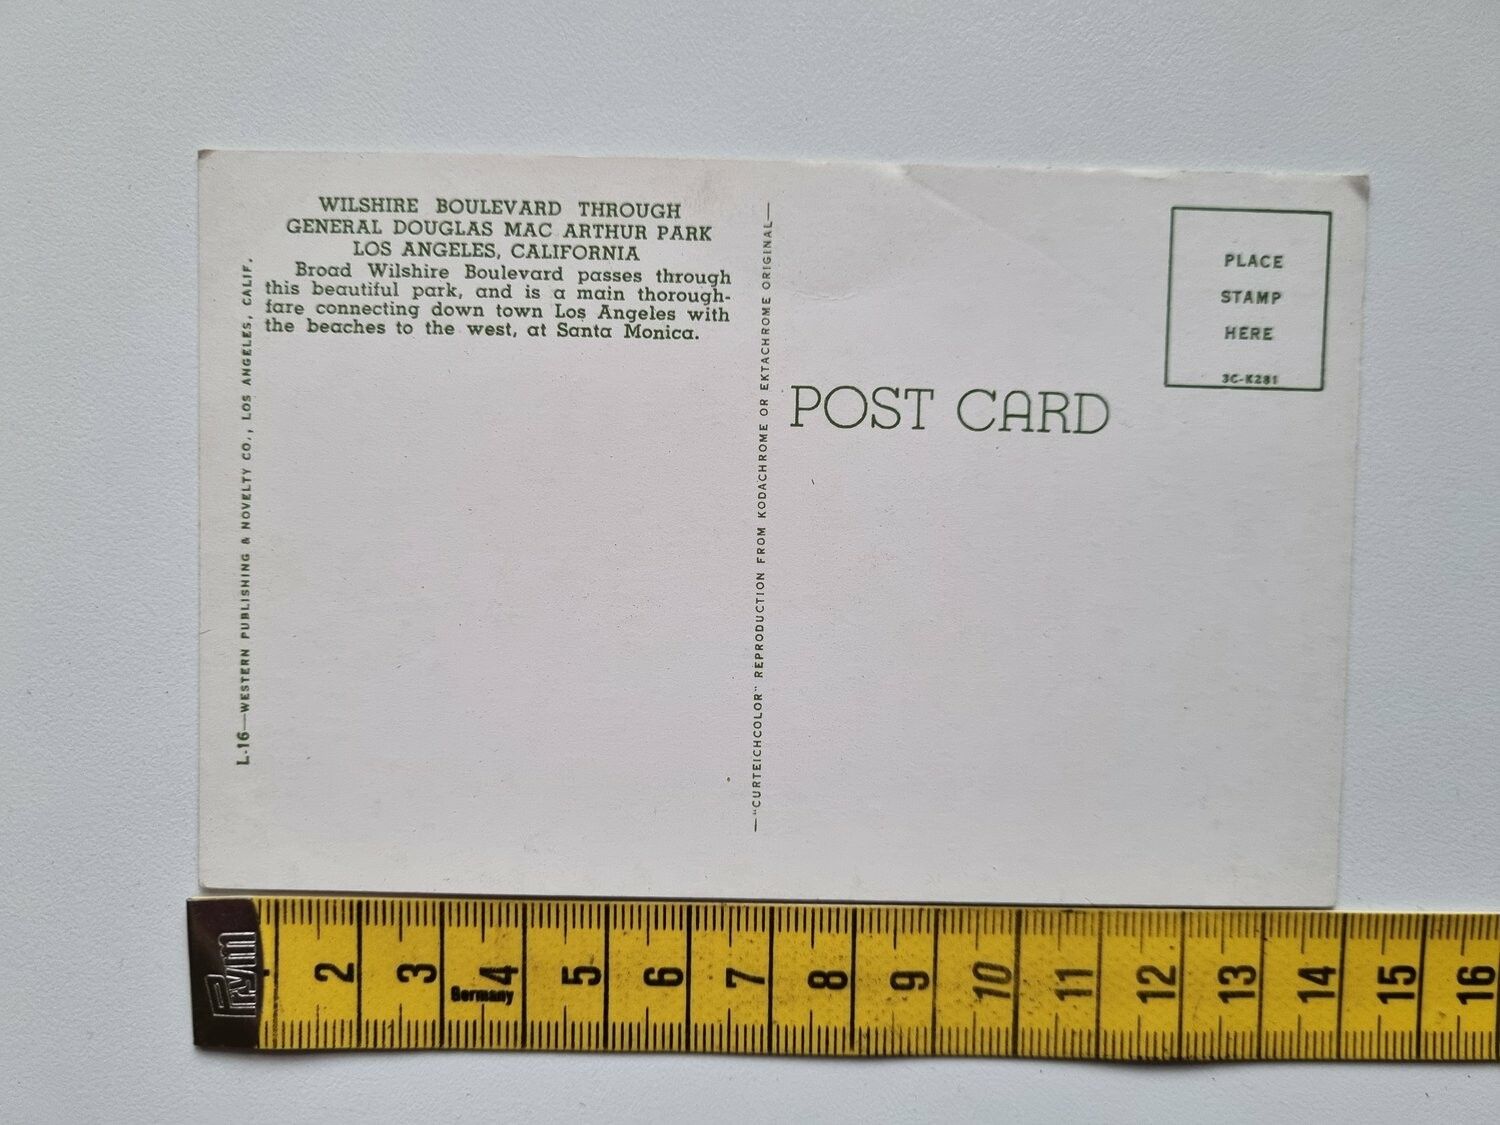 WILSHIRE BOULEVARD THROUGH
GENERAL DOUGLAS MAC ARTHUR PARK
LOS ANGELES, CALIFORNIA
Broad Wilshire Boulevard passes through
this beautiful park, and is a main thorough-
fare connecting down town Los Angeles with
the beaches to the west, at Santa Monica.
L-16—WESTERN PUBLISHING & NOVELTY CO., LOS ANGELES, CALIF.
—"CURTEICHCOLOR" REPRODUCTION FROM KODACHROME OR EKTACHROME ORIGINAL—
POST CARD
PLACE
STAMP
HERE
3C-K281
Prym
2 3 4 5 6 7 8 9 10 11 12 13 14 15 16
Germany